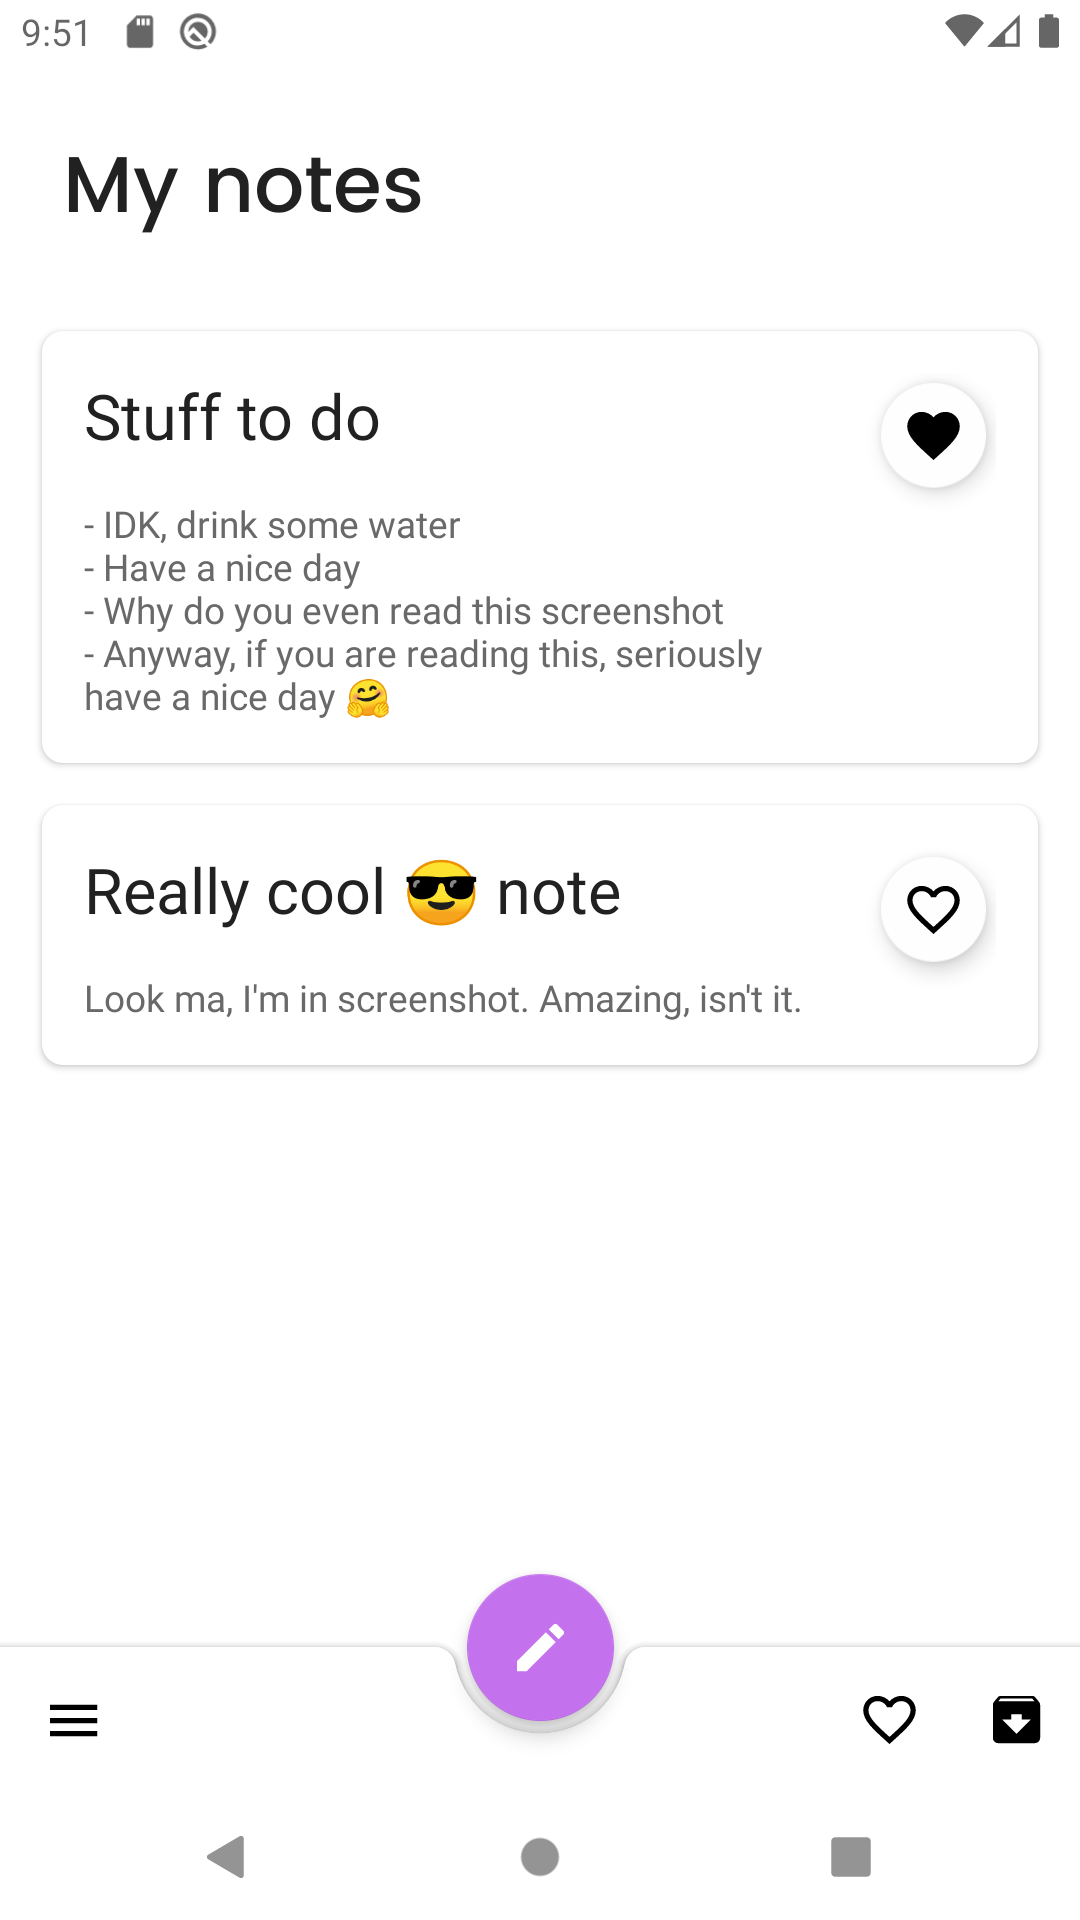 9:51
My notes
Stuff to do
- IDK, drink some water
- Have a nice day
- Why do you even read this screenshot
- Anyway, if you are reading this, seriously
have a nice day 🤗
Really cool 😎 note
Look ma, I'm in screenshot. Amazing, isn't it.